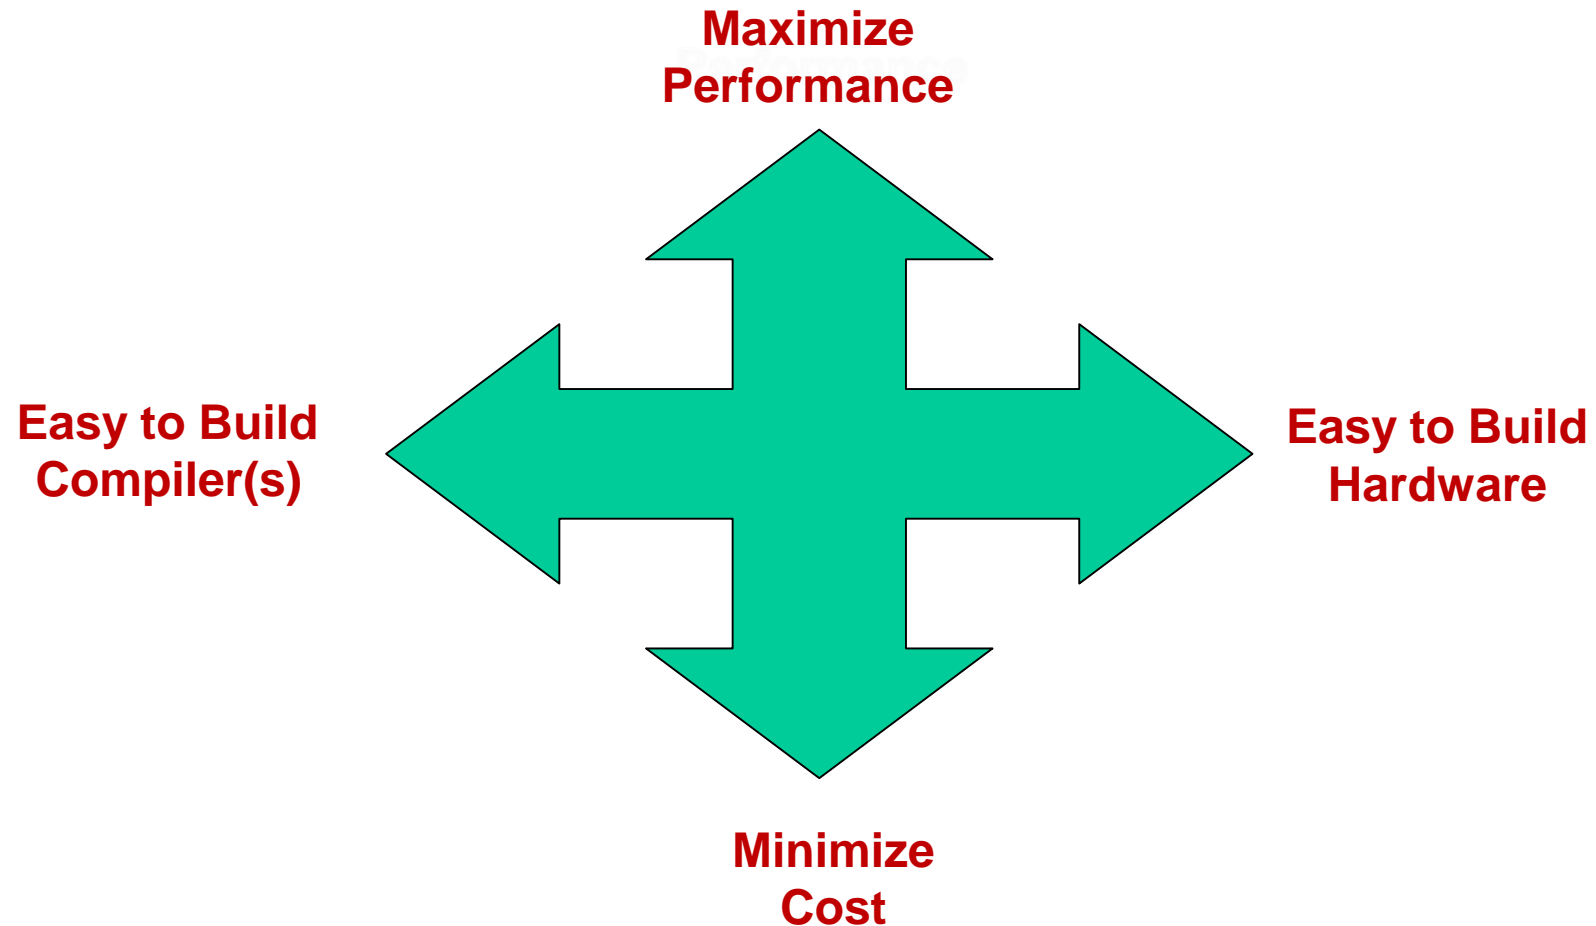 Maximize
Performance
Easy to Build
Compiler(s)
Easy to Build
Hardware
Minimize
Cost